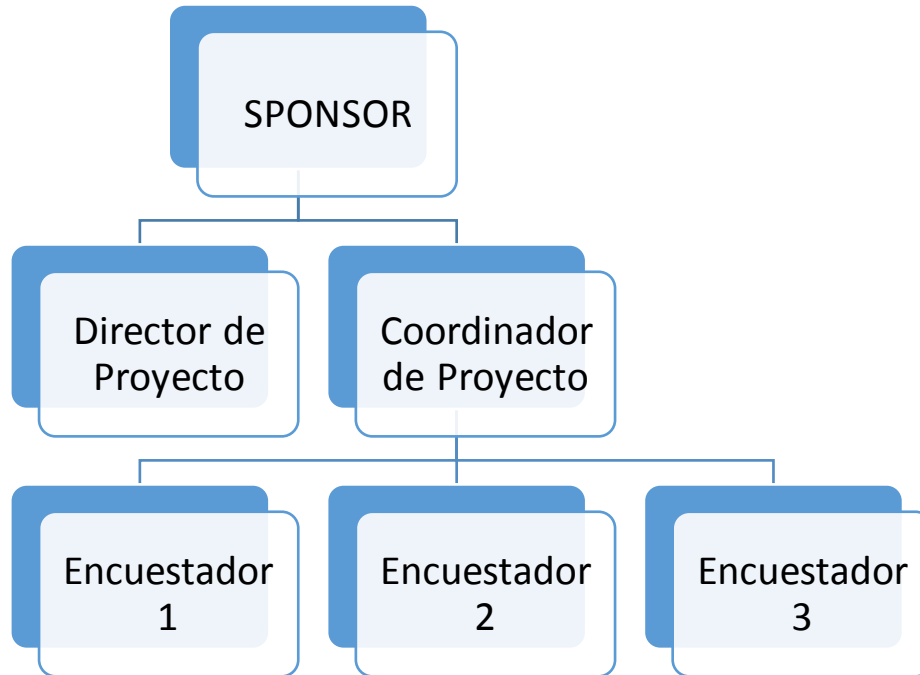 SPONSOR
Director de
Proyecto
Coordinador
de Proyecto
Encuestador
1
Encuestador
2
Encuestador
3